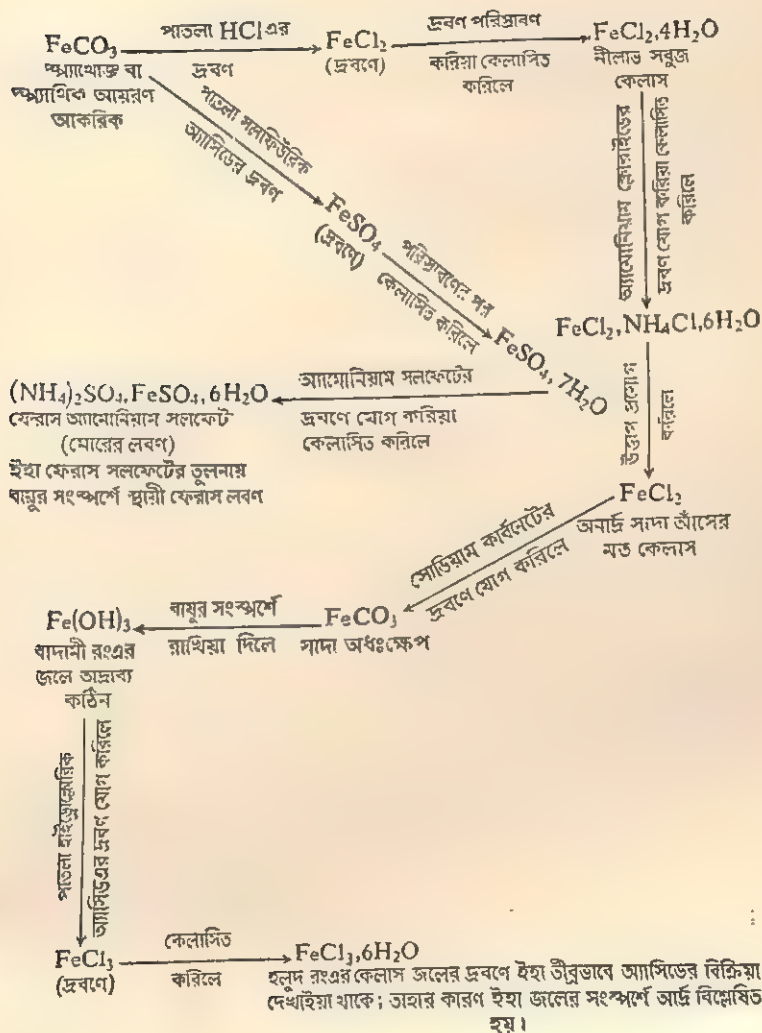 FeCO₃
স্প্যাথোজ বা
স্প্যাথিক আয়রণ
আকরিক
পাতলা HCl এর
দ্রবণ
FeCl₂
(দ্রবণে)
দ্রবণ পরিস্রাবণ
করিয়া কেলাসিত
করিলে
FeCl₂,4H₂O
নীলাভ সবুজ
কেলাস
পাতলা সলফিউরিক
অ্যাসিডের দ্রবণ
FeSO₄
(দ্রবণে)
পরিস্রাবণের পর
কেলাসিত করিলে
FeSO₄, 7H₂O
অ্যামোনিয়াম ক্লোরাইডের
দ্রবণ যোগ করিয়া কেলাসিত
করিলে
FeCl₂,NH₄Cl,6H₂O
অ্যামোনিয়াম সলফেটের
দ্রবণে যোগ করিয়া
কেলাসিত করিলে
(NH₄)₂SO₄,FeSO₄,6H₂O
ফেরাস অ্যামোনিয়াম সলফেট
(মোরের লবণ)
ইহা ফেরাস সলফেটের তুলনায়
বায়ুর সংস্পর্শে স্থায়ী ফেরাস লবণ
উত্তাপ প্রয়োগ
করিলে
FeCl₂
অনার্দ্র সাদা আঁসের
মত কেলাস
সোডিয়াম কার্বনেটের
দ্রবণে যোগ করিলে
FeCO₃
সাদা অধঃক্ষেপ
বায়ুর সংস্পর্শে
রাখিয়া দিলে
Fe(OH)₃
বাদামী রংএর
জলে অদ্রাব্য
কঠিন
পাতলা হাইড্রোক্লোরিক
অ্যাসিডএর দ্রবণ যোগ করিলে
FeCl₃
(দ্রবণে)
কেলাসিত
করিলে
FeCl₃,6H₂O
হলুদ রংএর কেলাস জলের দ্রবণে ইহা তীব্রভাবে অ্যাসিডের বিক্রিয়া
দেখাইয়া থাকে; তাহার কারণ ইহা জলের সংস্পর্শে আর্দ্র বিশ্লেষিত
হয়।